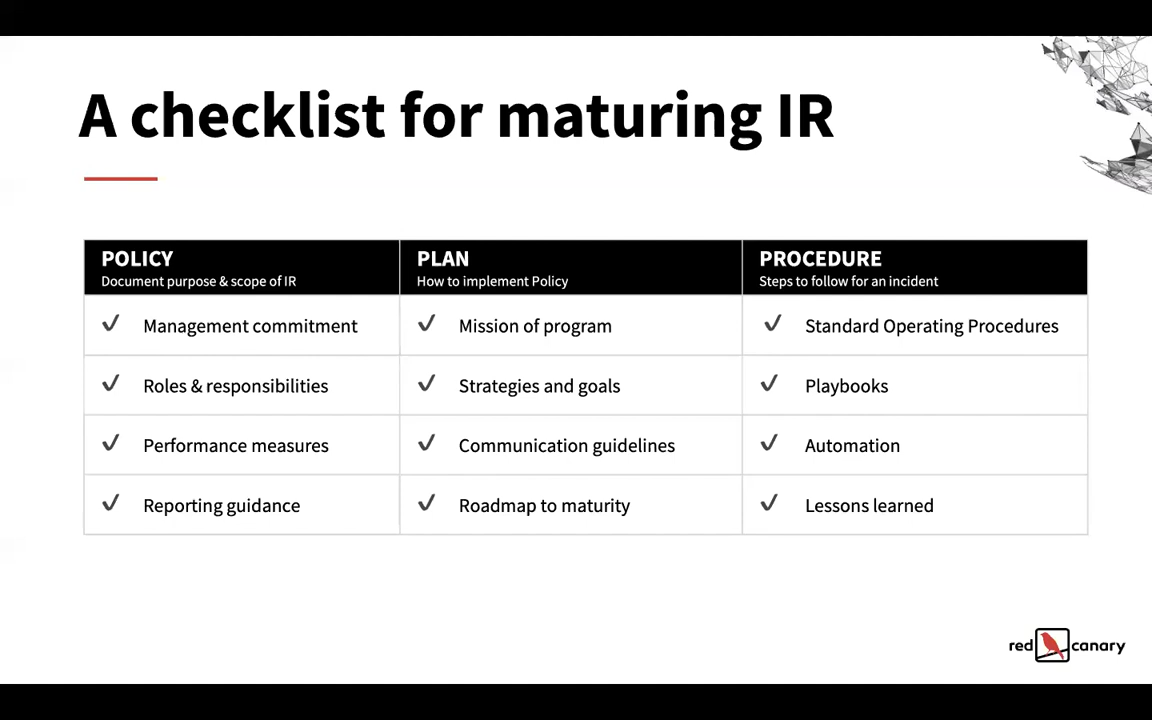 A checklist for maturing IR
POLICY
Document purpose & scope of IR
PLAN
How to implement Policy
PROCEDURE
Steps to follow for an incident
✓ Management commitment
✓ Mission of program
✓ Standard Operating Procedures
✓ Roles & responsibilities
✓ Strategies and goals
✓ Playbooks
✓ Performance measures
✓ Communication guidelines
✓ Automation
✓ Reporting guidance
✓ Roadmap to maturity
✓ Lessons learned
red canary